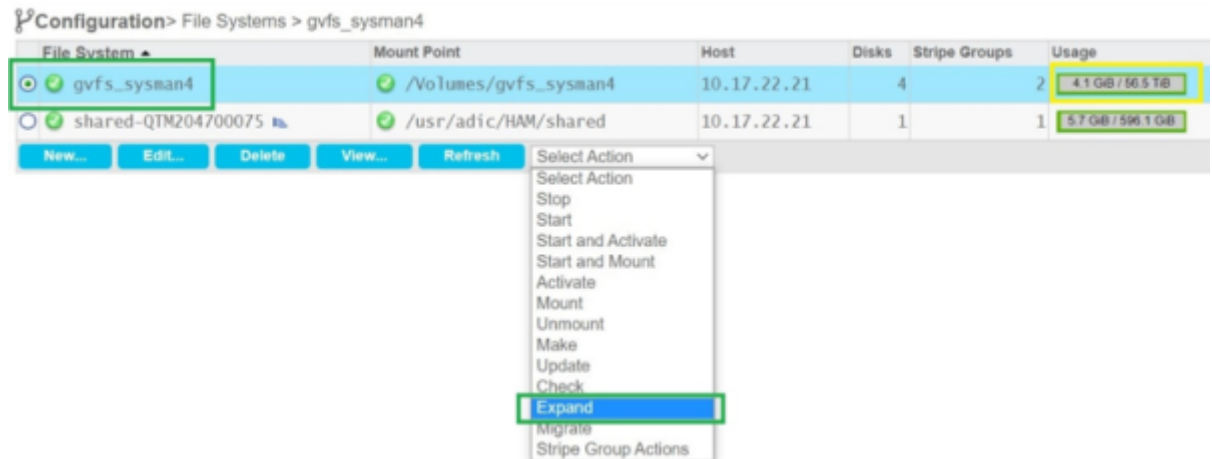 Configuration> File Systems > gvfs_sysman4
File System Mount Point Host Disks Stripe Groups Usage
gvfs_sysman4 /Volumes/gvfs_sysman4 10.17.22.21 4 2 4.1 GiB / 56.5 TiB
shared-QTM204700075 /usr/adic/HAM/shared 10.17.22.21 1 1 5.7 GiB / 596.1 GiB
New... Edit... Delete View... Refresh Select Action
Select Action
Stop
Start
Start and Activate
Start and Mount
Activate
Mount
Unmount
Make
Update
Check
Expand
Migrate
Stripe Group Actions